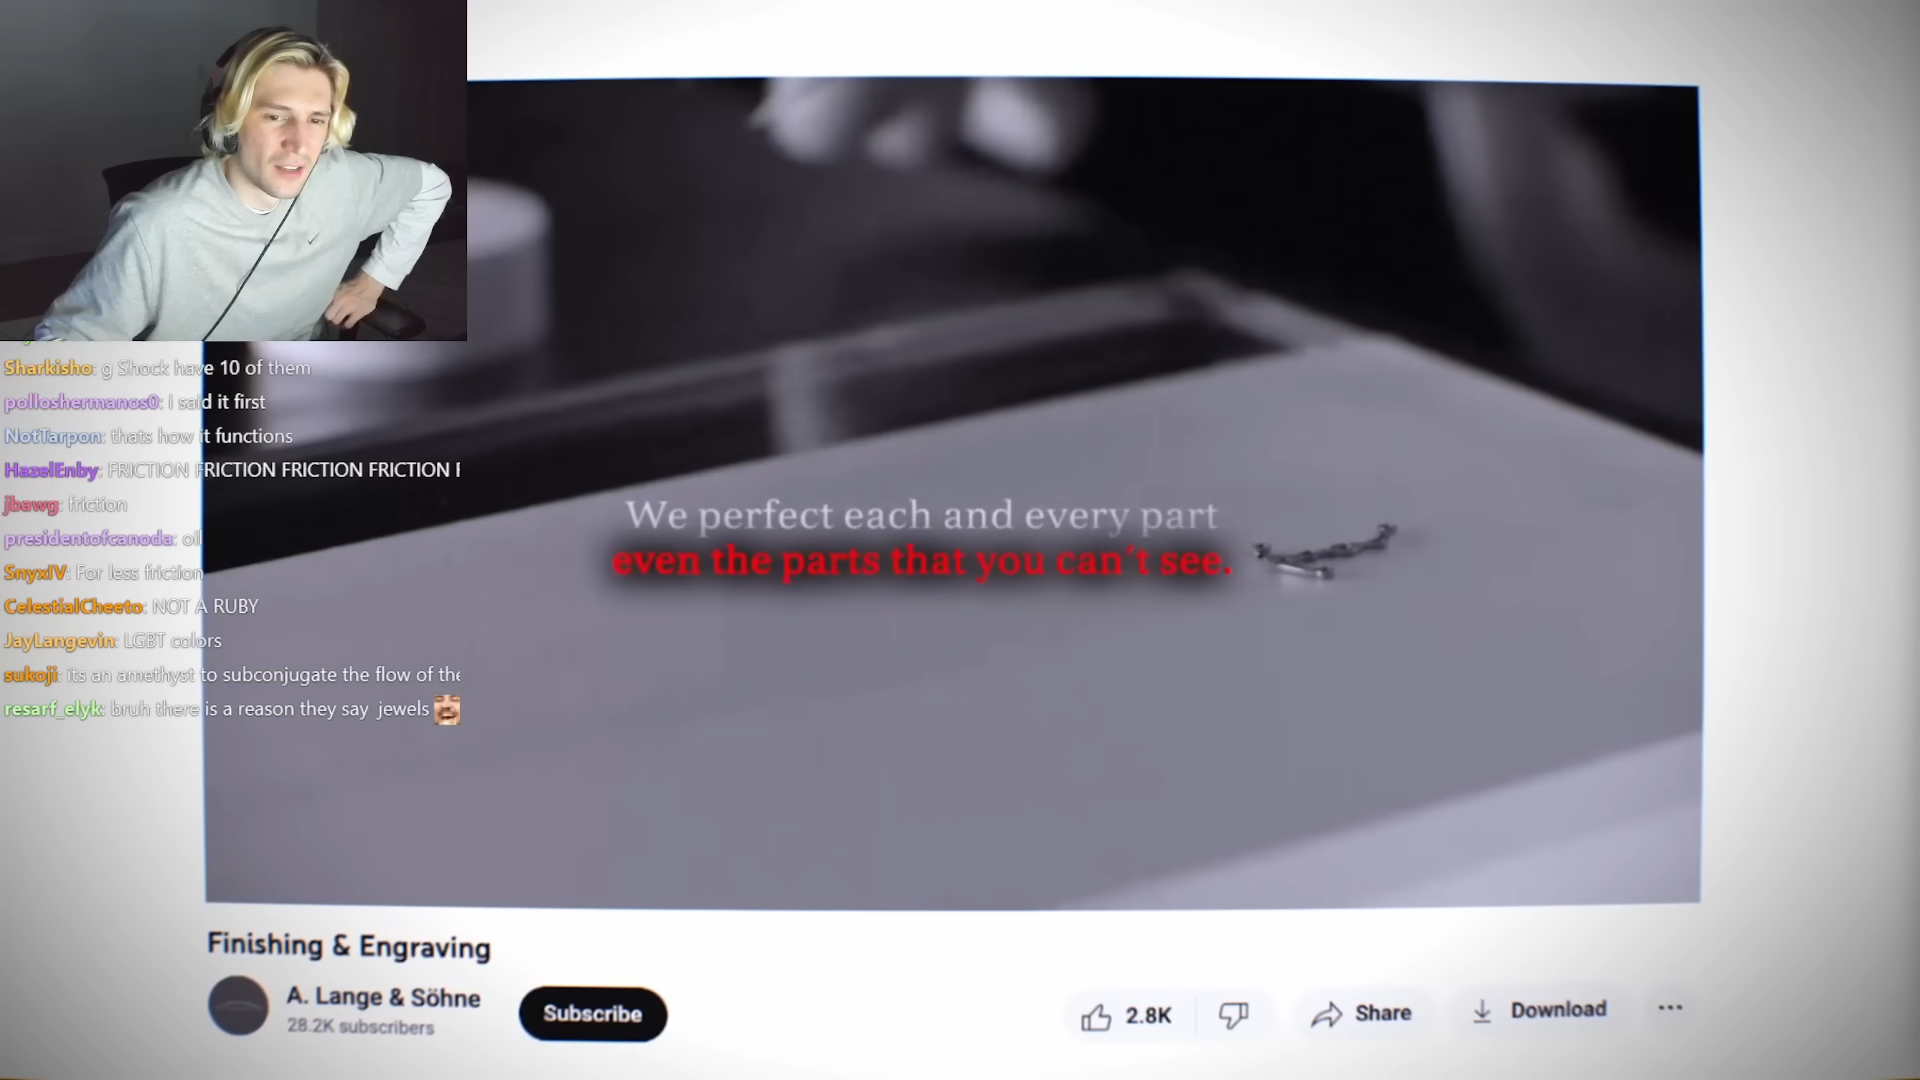 Sharkisho: g Shock have 10 of them
polloshermanos0: i said it first
NotTarpon: thats how it functions
HazelEnby: FRICTION FRICTION FRICTION FRICTION F
jbawg: friction
presidentofcanoda: oil
SnyxIV: For less friction
CelestialCheeto: NOT A RUBY
JayLangevin: LGBT colors
sukoji: its an amethyst to subconjugate the flow of the
resarf_elyk: bruh there is a reason they say jewels
We perfect each and every part
even the parts that you can't see.
Finishing & Engraving
A. Lange & Söhne
28.2K subscribers
Subscribe
2.8K
Share
Download